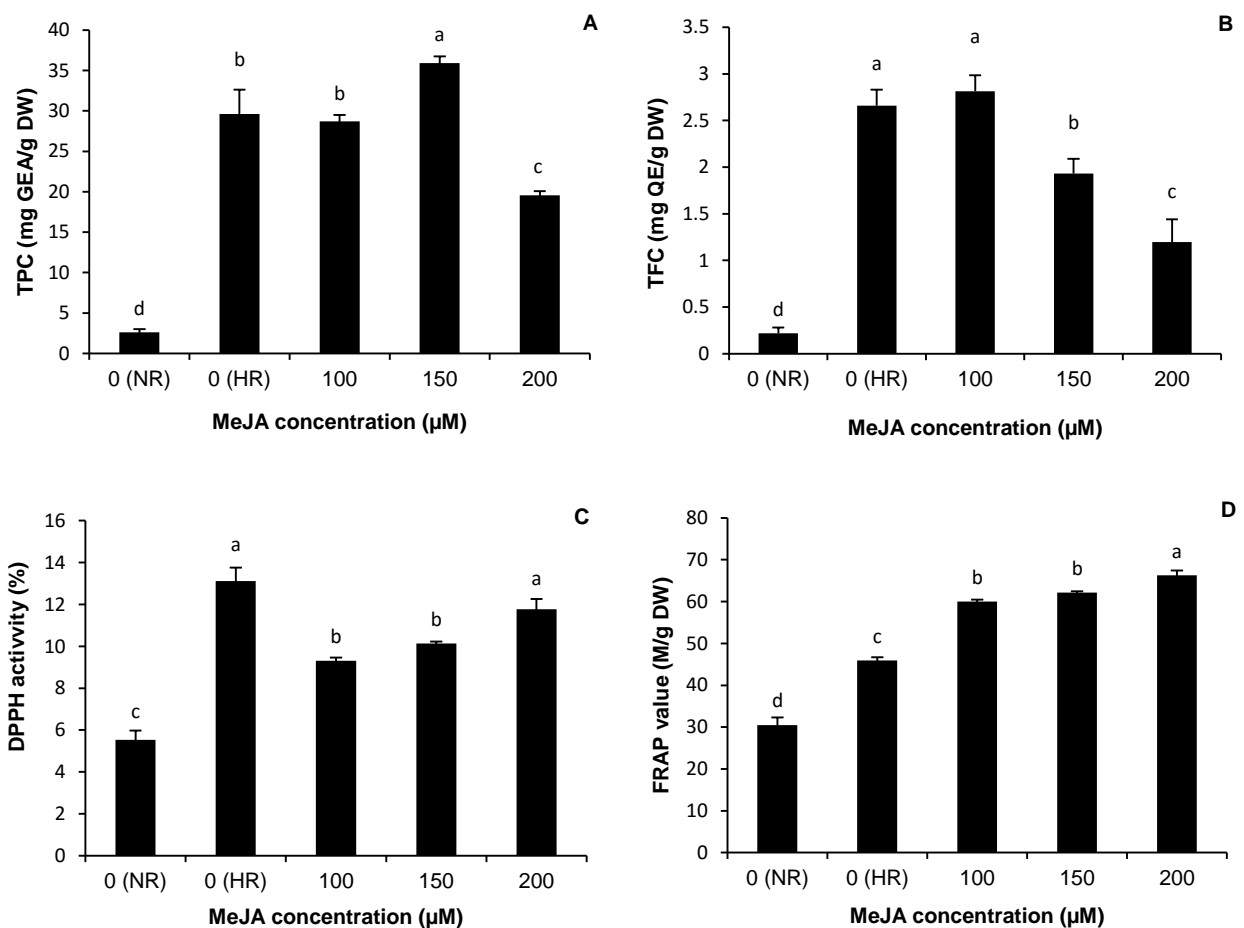 A
TPC (mg GEA/g DW)
40
35
30
25
20
15
10
5
0
d
b
b
a
c
0 (NR) 0 (HR) 100 150 200
MeJA concentration (µM)
B
TFC (mg QE/g DW)
3.5
3
2.5
2
1.5
1
0.5
0
d
a
a
b
c
0 (NR) 0 (HR) 100 150 200
MeJA concentration (µM)
C
DPPH activvity (%)
16
14
12
10
8
6
4
2
0
c
a
b
b
a
0 (NR) 0 (HR) 100 150 200
MeJA concentration (µM)
D
FRAP value (M/g DW)
80
70
60
50
40
30
20
10
0
d
c
b
b
a
0 (NR) 0 (HR) 100 150 200
MeJA concentration (µM)